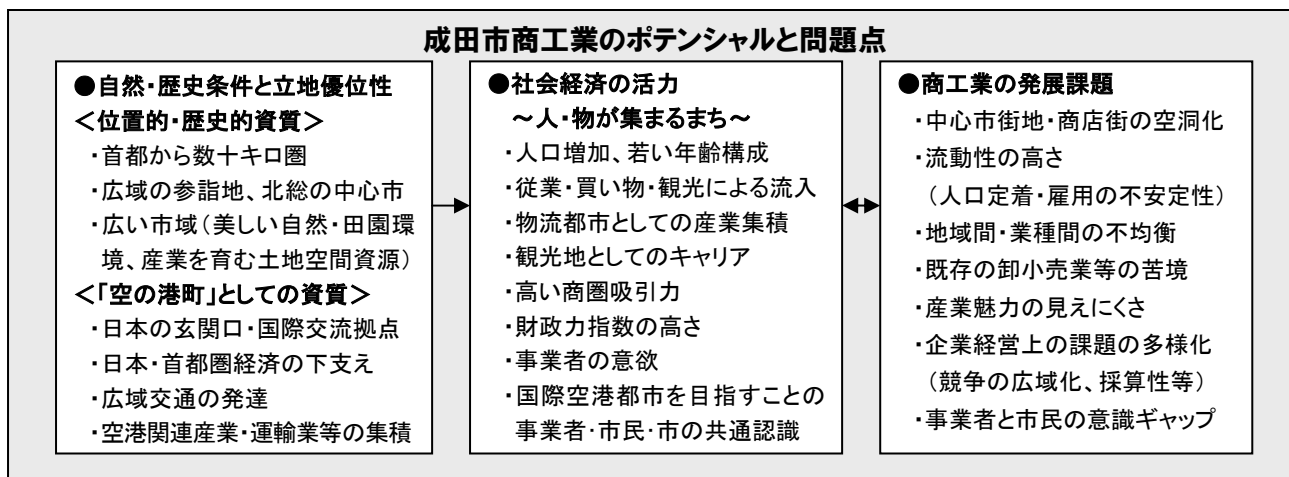 成田市商工業のポテンシャルと問題点
●自然・歴史条件と立地優位性
＜位置的・歴史的資質＞
・首都から数十キロ圏
・広域の参詣地、北総の中心市
・広い市域（美しい自然・田園環
境、産業を育む土地空間資源）
＜「空の港町」としての資質＞
・日本の玄関口・国際交流拠点
・日本・首都圏経済の下支え
・広域交通の発達
・空港関連産業・運輸業等の集積
●社会経済の活力
～人・物が集まるまち～
・人口増加、若い年齢構成
・従業・買い物・観光による流入
・物流都市としての産業集積
・観光地としてのキャリア
・高い商圏吸引力
・財政力指数の高さ
・事業者の意欲
・国際空港都市を目指すことの
事業者・市民・市の共通認識
●商工業の発展課題
・中心市街地・商店街の空洞化
・流動性の高さ
（人口定着・雇用の不安定性）
・地域間・業種間の不均衡
・既存の卸小売業等の苦境
・産業魅力の見えにくさ
・企業経営上の課題の多様化
（競争の広域化、採算性等）
・事業者と市民の意識ギャップ